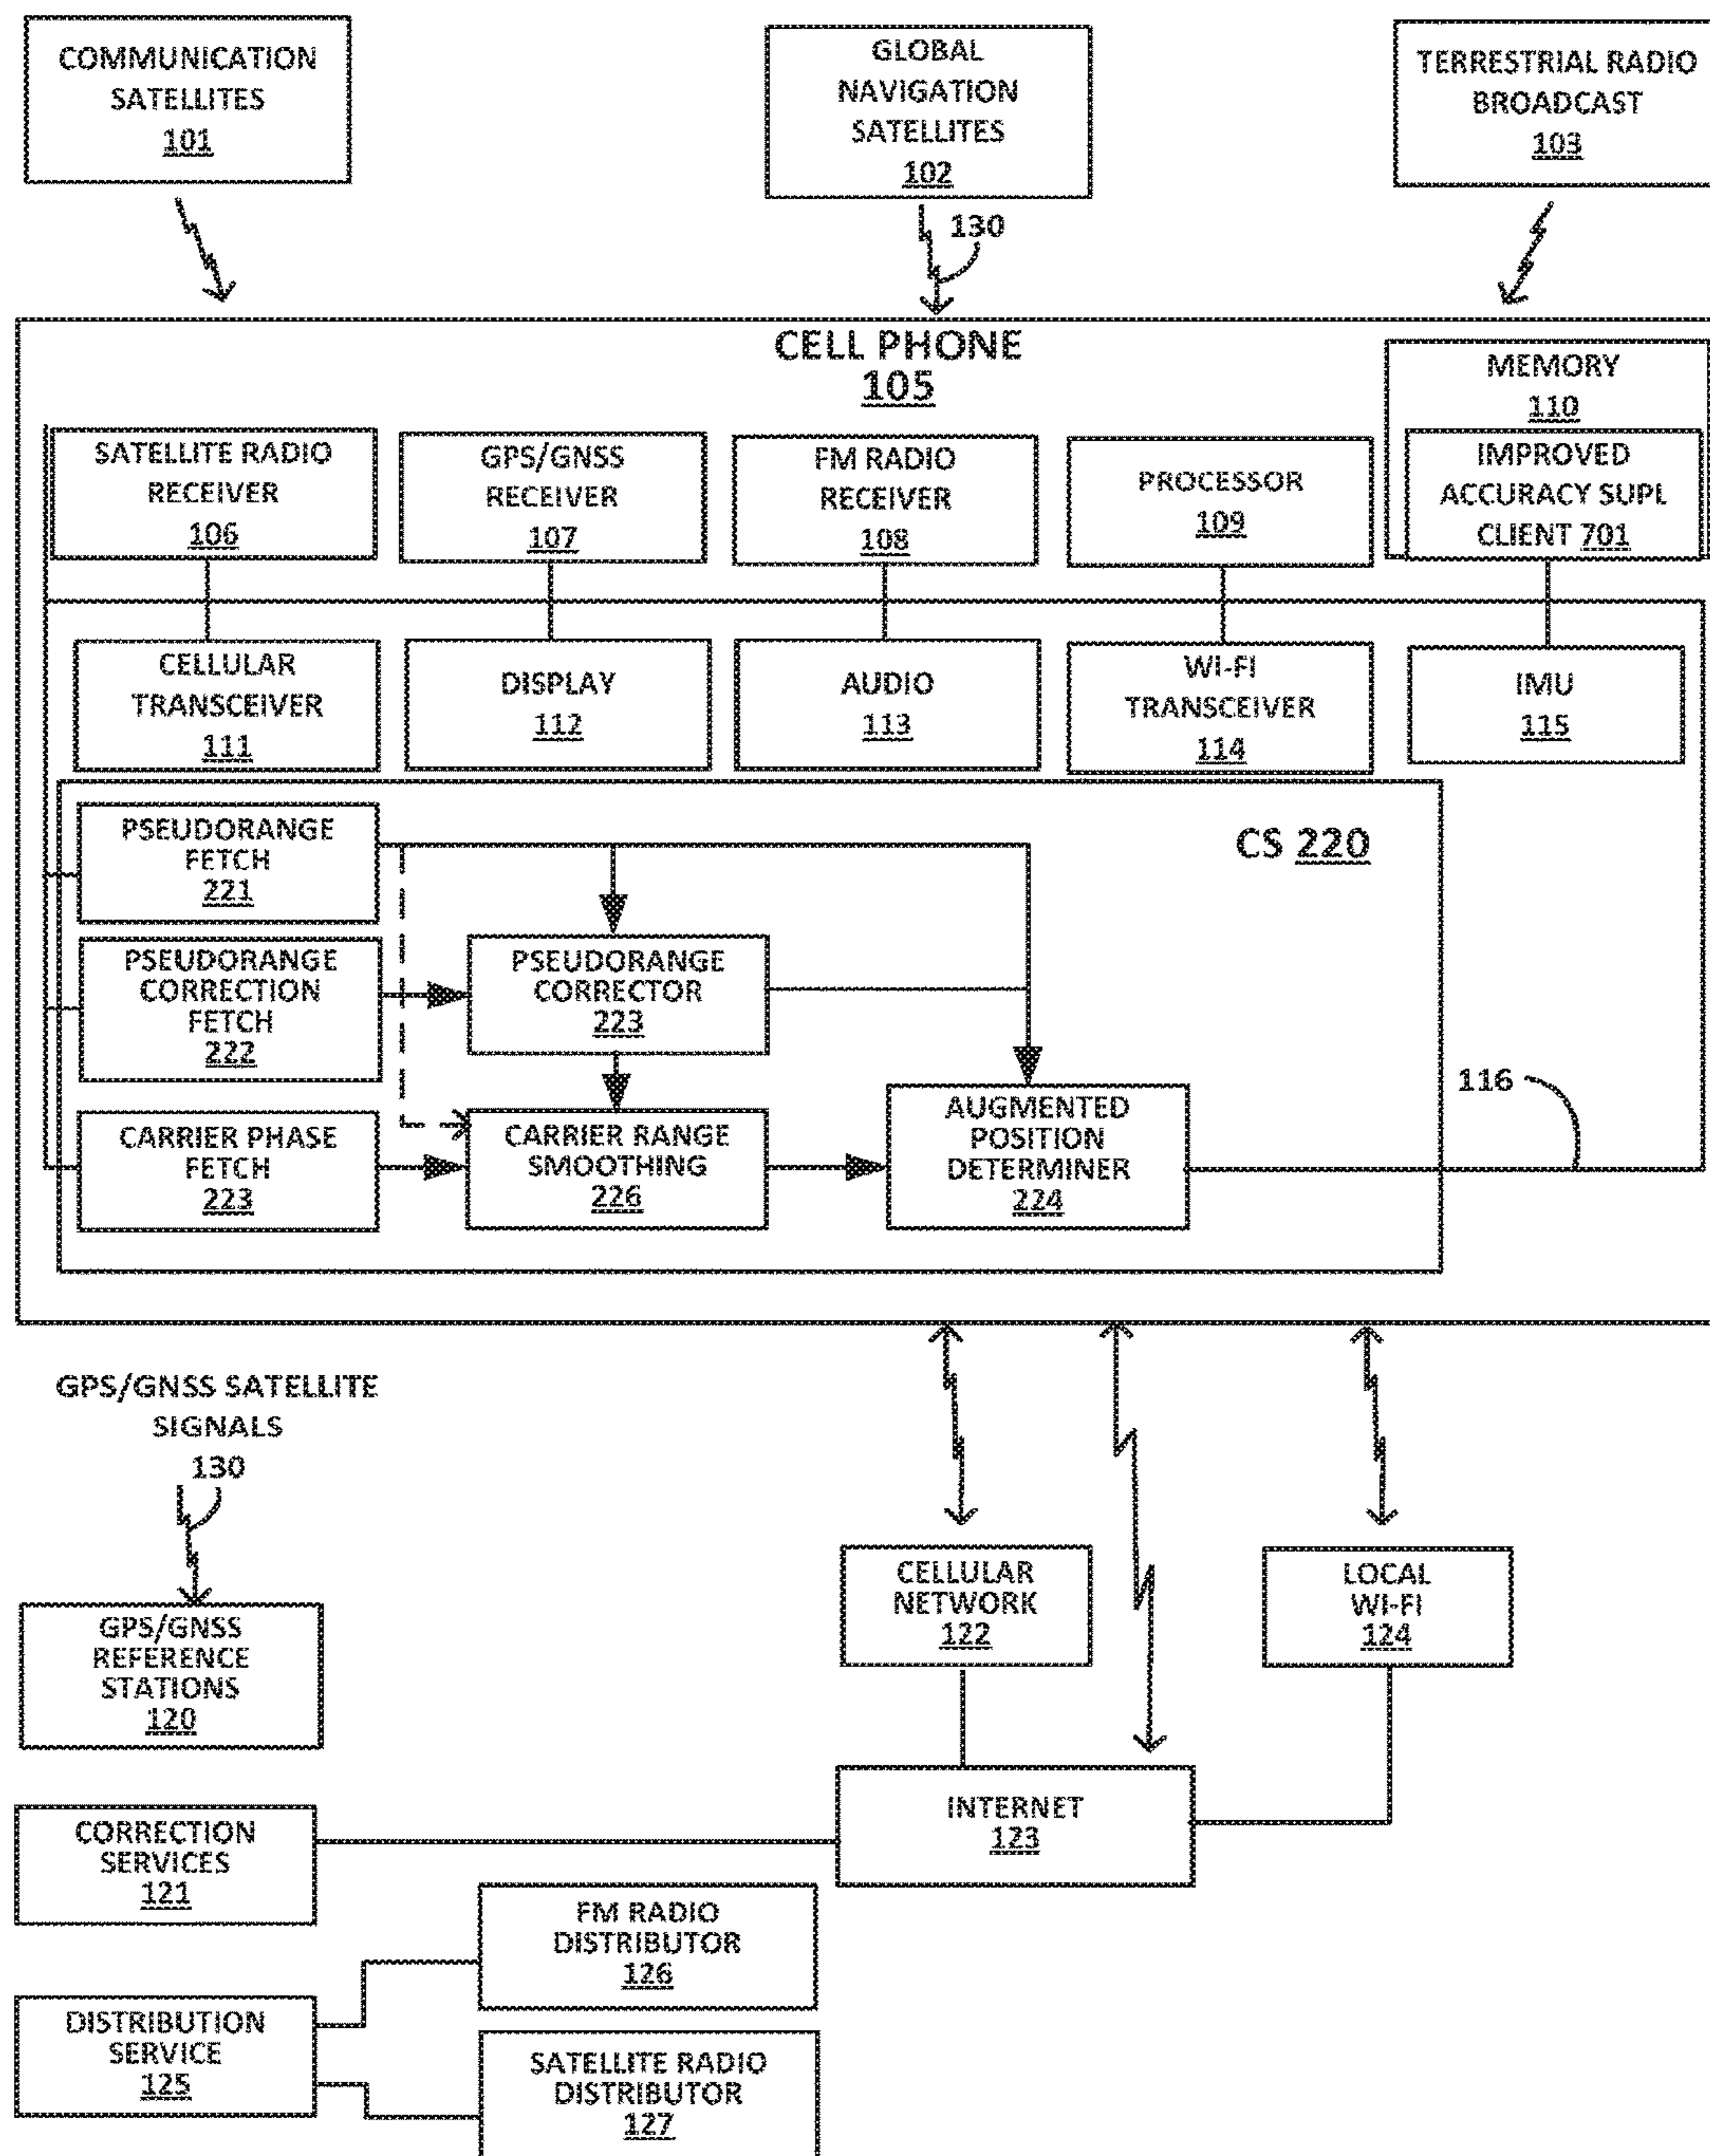 COMMUNICATION
SATELLITES
101
GLOBAL
NAVIGATION
SATELLITES
102
TERRESTRIAL RADIO
BROADCAST
103
130
CELL PHONE
105
MEMORY
110
IMPROVED
ACCURACY SUPL
CLIENT 701
SATELLITE RADIO
RECEIVER
106
GPS/GNSS
RECEIVER
107
FM RADIO
RECEIVER
108
PROCESSOR
109
CELLULAR
TRANSCEIVER
111
DISPLAY
112
AUDIO
113
WI-FI
TRANSCEIVER
114
IMU
115
CS 220
PSEUDORANGE
FETCH
221
PSEUDORANGE
CORRECTION
FETCH
222
PSEUDORANGE
CORRECTOR
223
116
CARRIER PHASE
FETCH
223
CARRIER RANGE
SMOOTHING
226
AUGMENTED
POSITION
DETERMINER
224
GPS/GNSS SATELLITE
SIGNALS
130
GPS/GNSS
REFERENCE
STATIONS
120
CELLULAR
NETWORK
122
LOCAL
WI-FI
124
INTERNET
123
CORRECTION
SERVICES
121
FM RADIO
DISTRIBUTOR
126
DISTRIBUTION
SERVICE
125
SATELLITE RADIO
DISTRIBUTOR
127